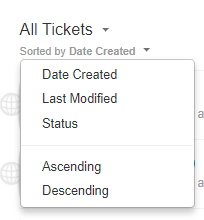 All Tickets
Sorted by Date Created
Date Created
Last Modified
Status
Ascending
Descending
a
a